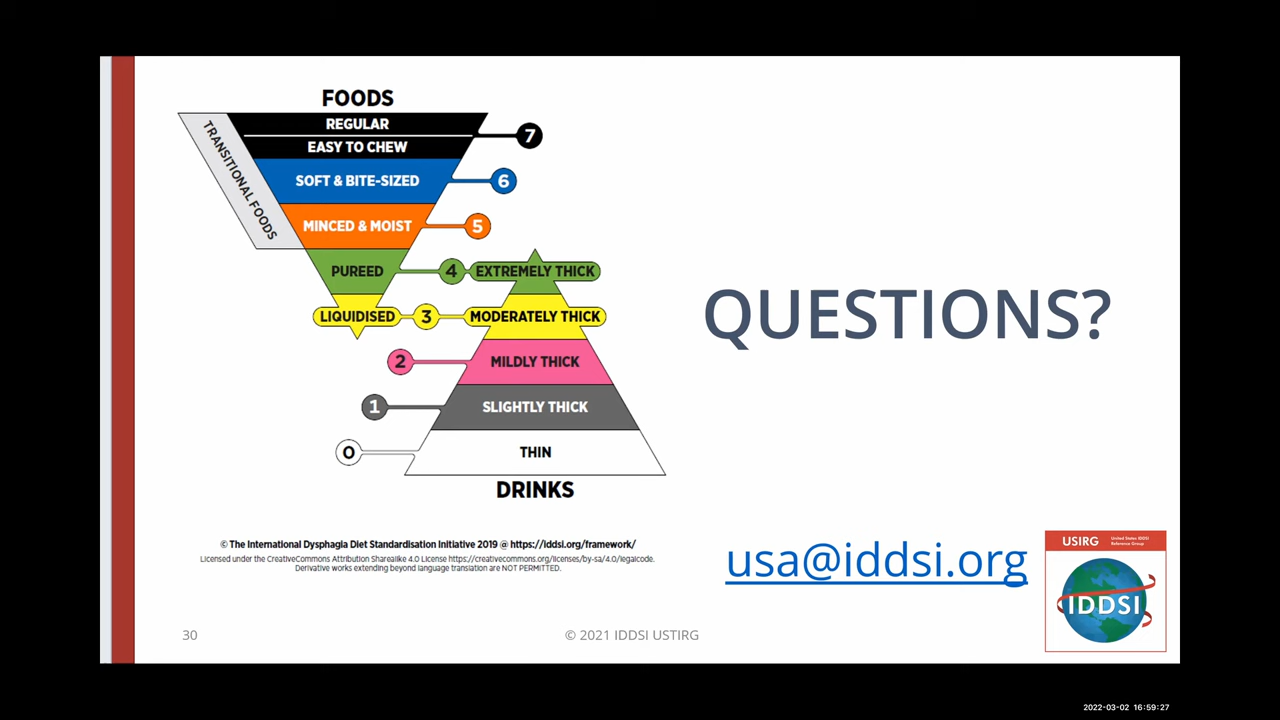 FOODS
REGULAR
EASY TO CHEW
7
TRANSITIONAL FOODS
SOFT & BITE-SIZED
6
MINCED & MOIST
5
PUREED
4
EXTREMELY THICK
LIQUIDISED
3
MODERATELY THICK
2
MILDLY THICK
1
SLIGHTLY THICK
0
THIN
DRINKS
QUESTIONS?
© The International Dysphagia Diet Standardisation Initiative 2019 @ https://iddsi.org/framework/
Licensed under the CreativeCommons Attribution Sharealike 4.0 License https://creativecommons.org/licenses/by-sa/4.0/legalcode.
Derivative works extending beyond language translation are NOT PERMITTED.
usa@iddsi.org
USIRG
United States IDDSI
Reference Group
IDDSI
30
© 2021 IDDSI USTIRG
2022-03-02 16:59:27